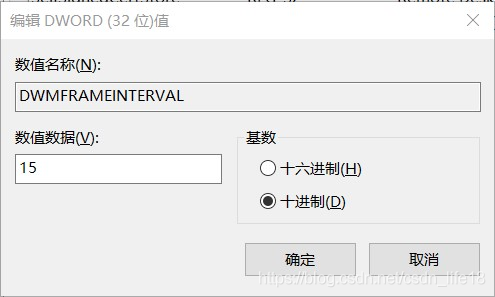 编辑 DWORD (32 位)值
数值名称(N):
DWMFRAMEINTERVAL
数值数据(V):
15
基数
十六进制(H)
十进制(D)
确定
取消
https://blog.csdn.net/csdn_life18